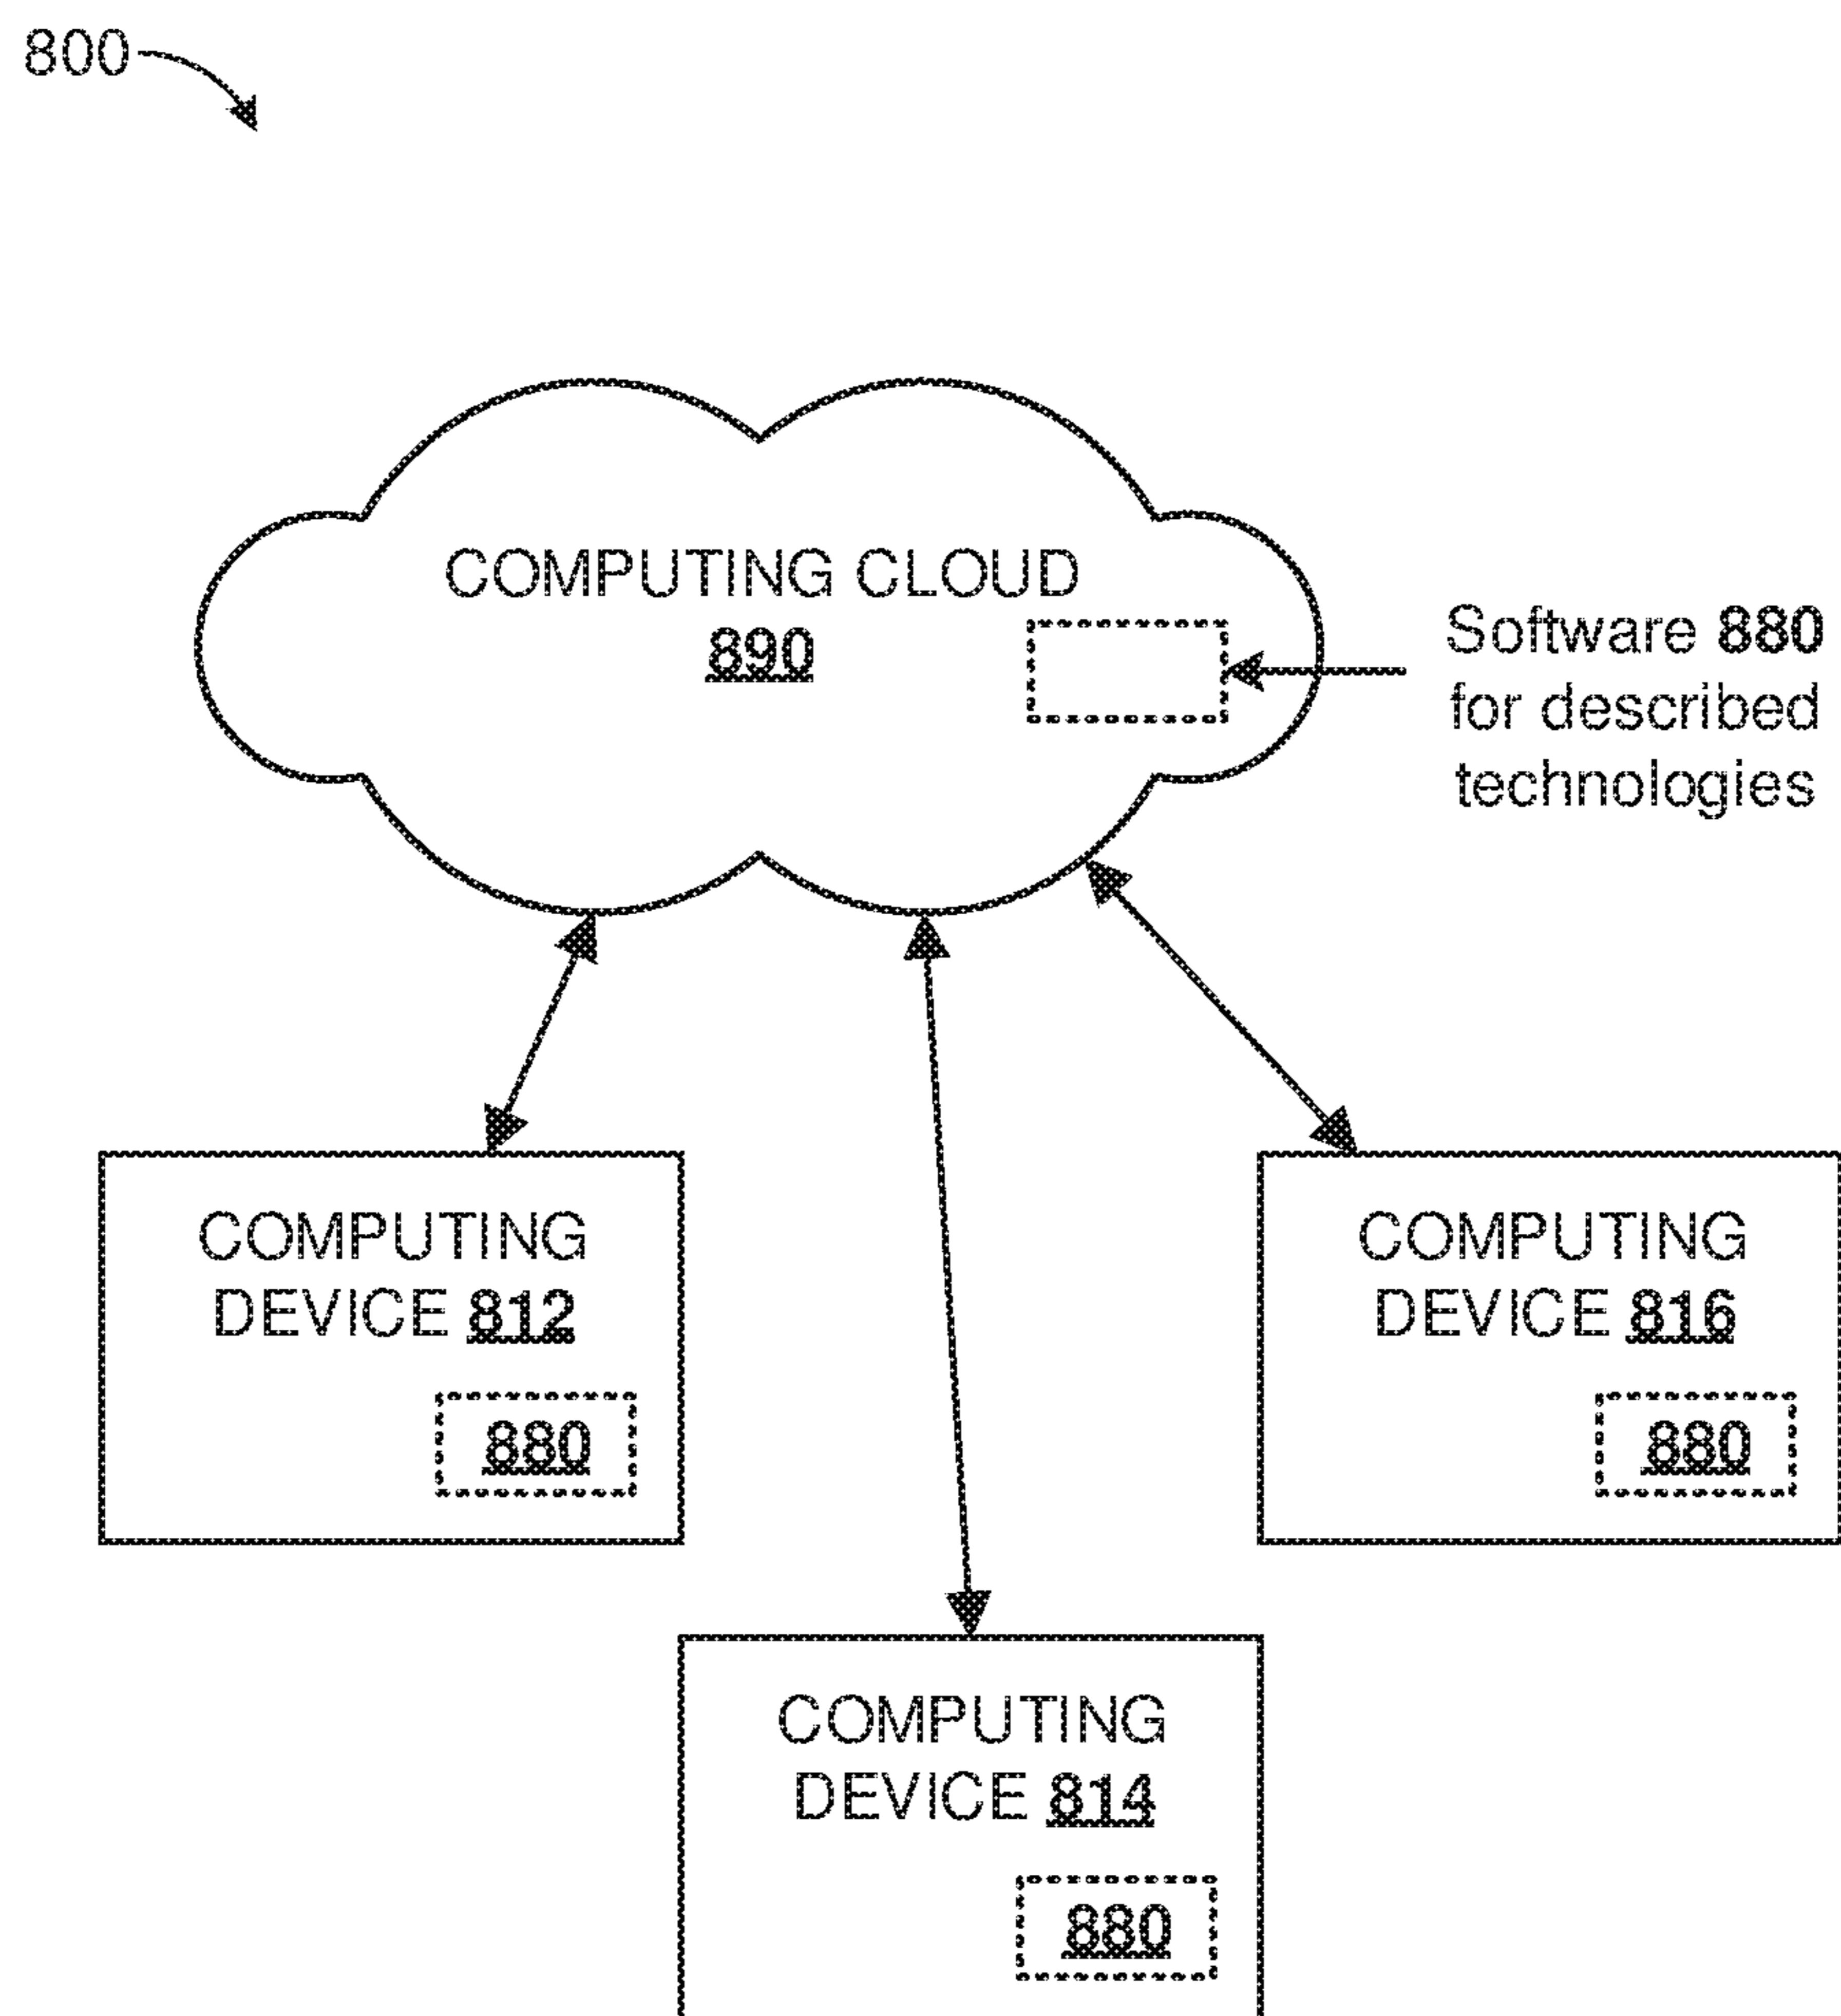 800
COMPUTING CLOUD
890
Software 880
for described
technologies
COMPUTING
DEVICE 812
880
COMPUTING
DEVICE 816
880
COMPUTING
DEVICE 814
880